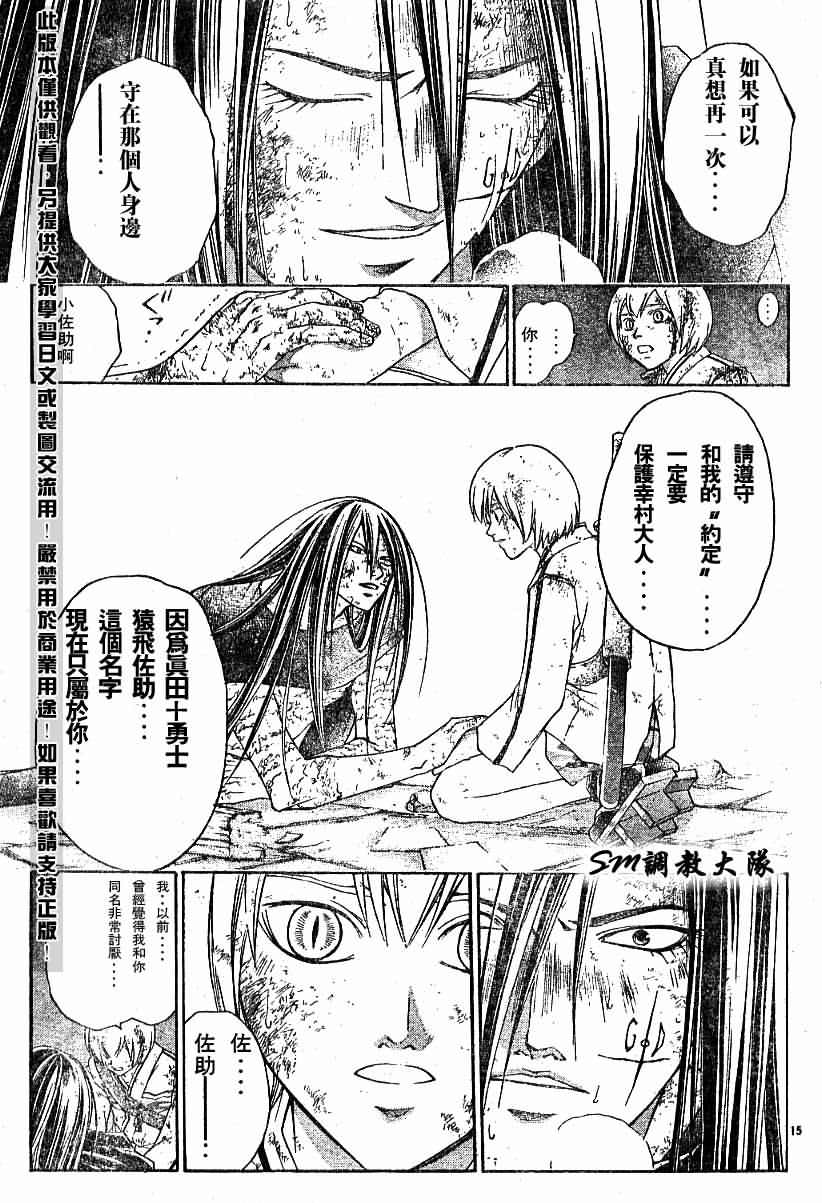 如果可以
真想再一次‥‥
守在那個人身邊
——‥
…
‥‥
你‥
小佐助啊
請遵守
和我的〝約定〞‥‥
一定要
保護幸村大人‥‥
因為真田十勇士
猿飛佐助‥‥
這個名字
現在只屬於你‥‥
SM調教大隊
GOD
佐‥‥
佐助——
我‥以前‥‥
曾經覺得我和你
同名非常討厭‥‥
15
此版本僅供觀看、另提供大家學習日文或製圖交流用！嚴禁用於商業用途！如果喜歡請支持正版！